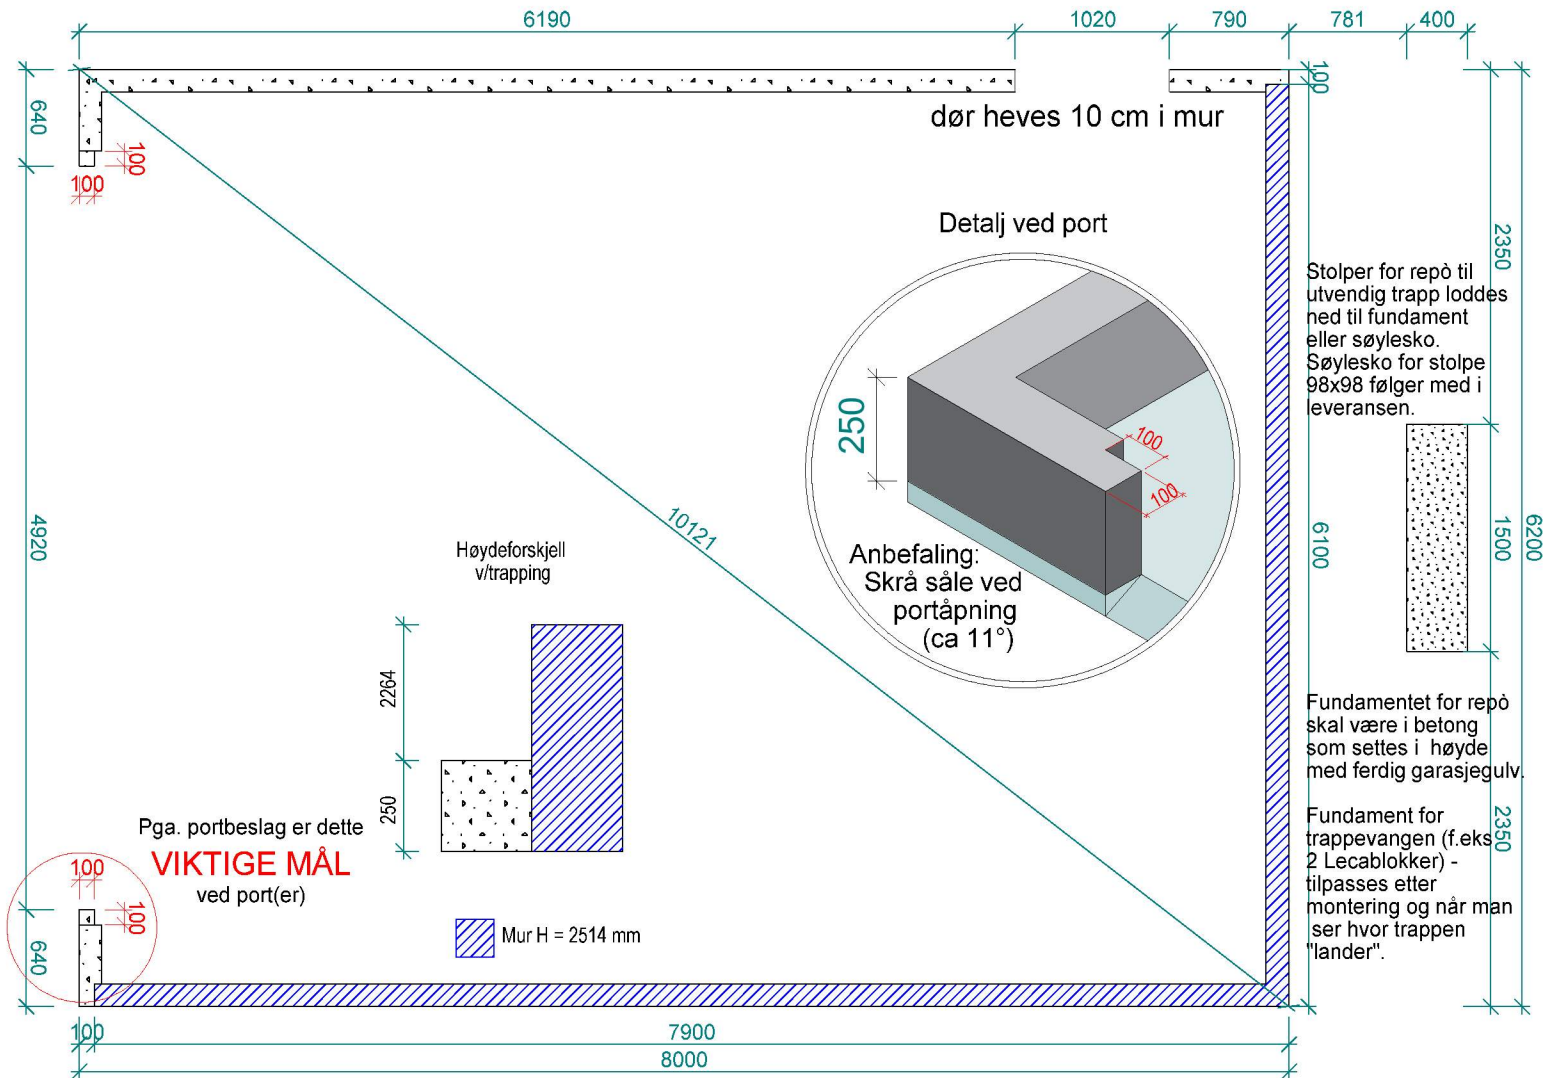 6190
1020
790
781
400
640
100
100
100
dør heves 10 cm i mur
Detalj ved port
250
100
100
Anbefaling:
Skrå såle ved
portåpning
(ca 11°)
2350
Stolper for repò til
utvendig trapp loddes
ned til fundament
eller søylesko.
Søylesko for stolpe
98x98 følger med i
leveransen.
4920
10121
6100
1500
6200
Høydeforskjell
v/trapping
2264
250
Fundamentet for repò
skal være i betong
som settes i høyde
med ferdig garasjegulv.
Fundament for
trappevangen (f.eks
2 Lecablokker) -
tilpasses etter
montering og når man
ser hvor trappen
"lander".
2350
Pga. portbeslag er dette
VIKTIGE MÅL
ved port(er)
100
100
640
Mur H = 2514 mm
100
7900
8000